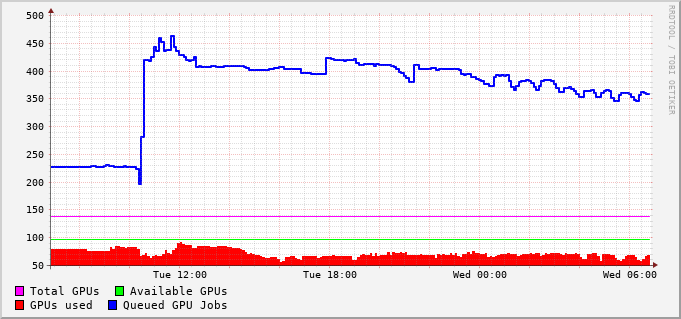 500
450
400
350
300
250
200
150
100
50
Tue 12:00 Tue 18:00 Wed 00:00 Wed 06:00
Total GPUs Available GPUs
GPUs used Queued GPU Jobs
RRDTOOL / TOBI OETIKER